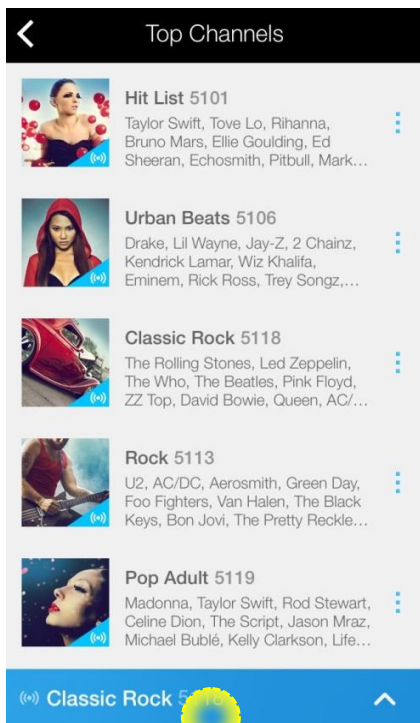 Top Channels
Hit List 5101
Taylor Swift, Tove Lo, Rihanna,
Bruno Mars, Ellie Goulding, Ed
Sheeran, Echosmith, Pitbull, Mark...
Urban Beats 5106
Drake, Lil Wayne, Jay-Z, 2 Chainz,
Kendrick Lamar, Wiz Khalifa,
Eminem, Rick Ross, Trey Songz,...
Classic Rock 5118
The Rolling Stones, Led Zeppelin,
The Who, The Beatles, Pink Floyd,
ZZ Top, David Bowie, Queen, AC/...
Rock 5113
U2, AC/DC, Aerosmith, Green Day,
Foo Fighters, Van Halen, The Black
Keys, Bon Jovi, The Pretty Reckle...
Pop Adult 5119
Madonna, Taylor Swift, Rod Stewart,
Celine Dion, The Script, Jason Mraz,
Michael Bublé, Kelly Clarkson, Life...
Classic Rock